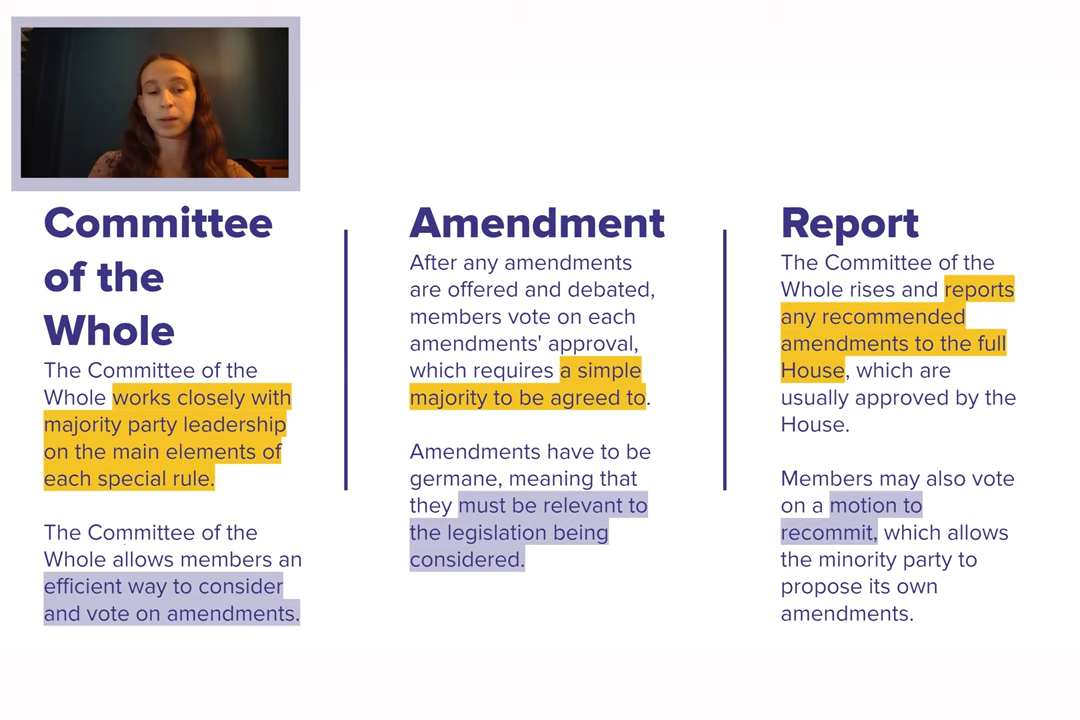 Committee
of the
Whole
The Committee of the
Whole works closely with
majority party leadership
on the main elements of
each special rule.
The Committee of the
Whole allows members an
efficient way to consider
and vote on amendments.
Amendment
After any amendments
are offered and debated,
members vote on each
amendments' approval,
which requires a simple
majority to be agreed to.
Amendments have to be
germane, meaning that
they must be relevant to
the legislation being
considered.
Report
The Committee of the
Whole rises and reports
any recommended
amendments to the full
House, which are
usually approved by the
House.
Members may also vote
on a motion to
recommit, which allows
the minority party to
propose its own
amendments.